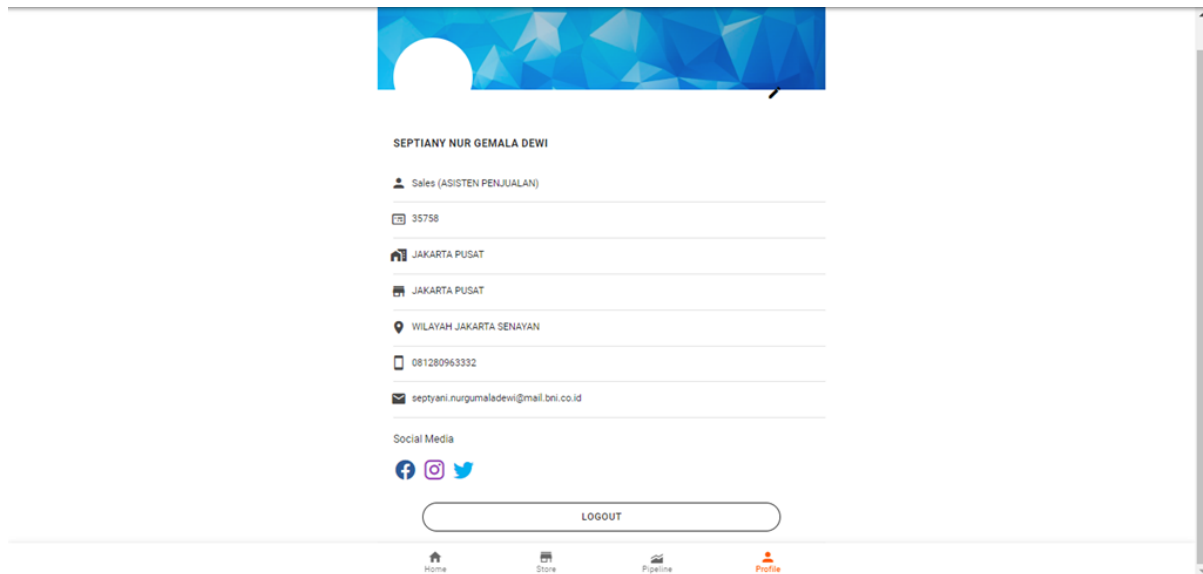 SEPTIANY NUR GEMALA DEWI
Sales (ASISTEN PENJUALAN)
35758
JAKARTA PUSAT
JAKARTA PUSAT
WILAYAH JAKARTA SENAYAN
081280963332
septyani.nurgumaladewi@mail.bni.co.id
Social Media
LOGOUT
Home Store Pipeline Profile